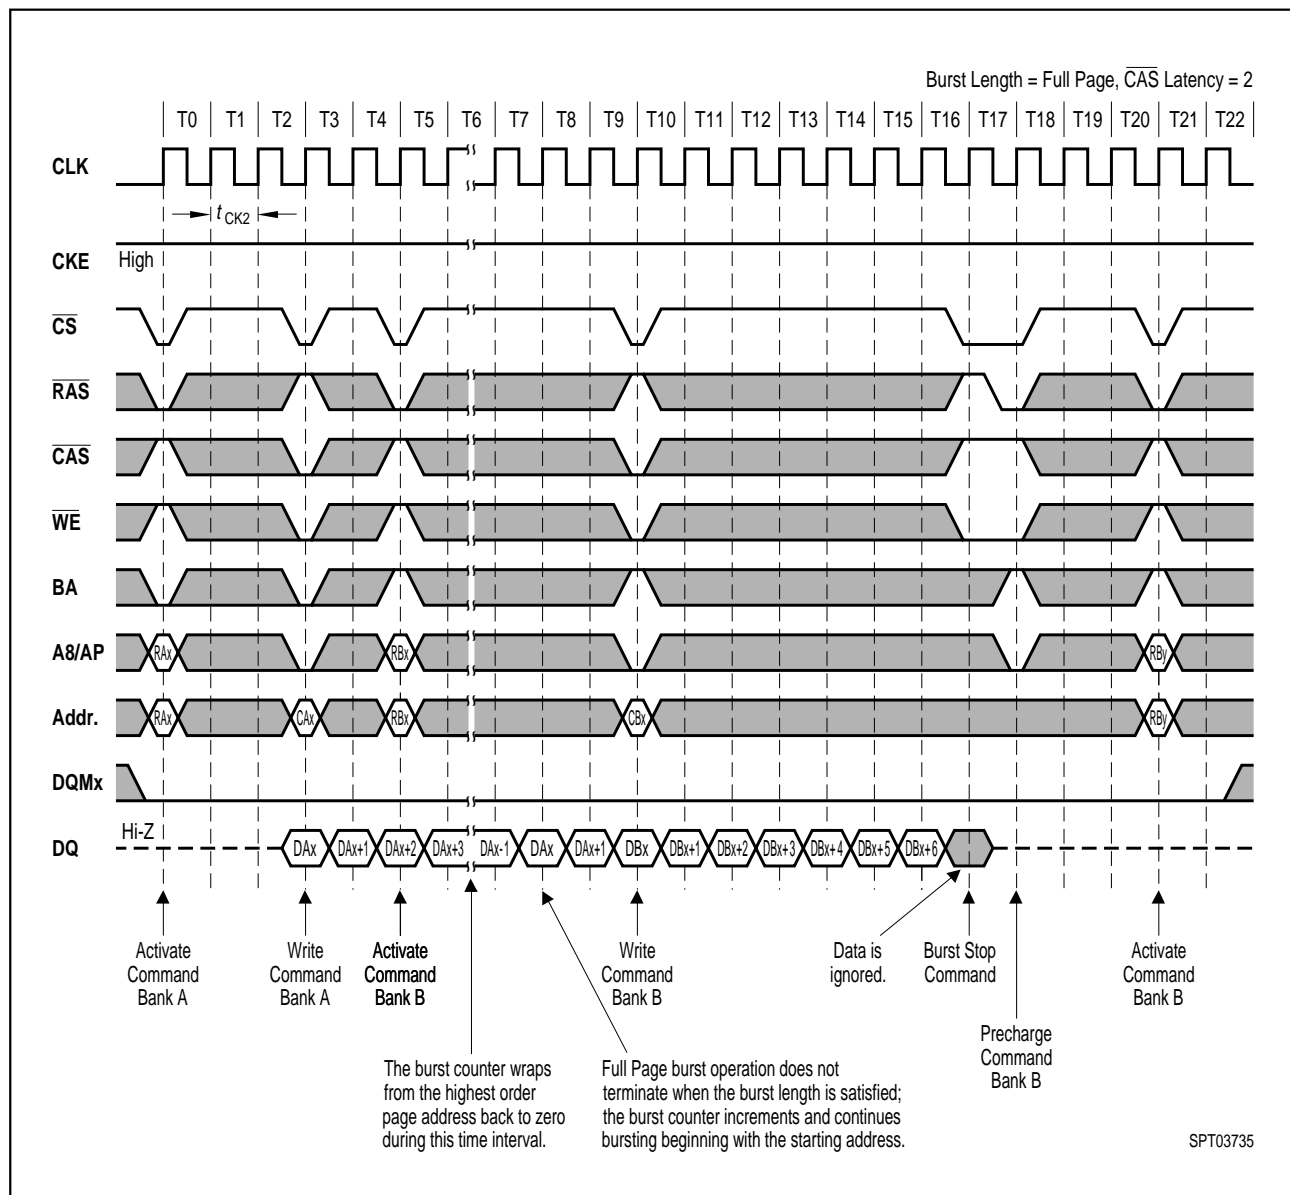 Burst Length = Full Page, CAS Latency = 2
T0 T1 T2 T3 T4 T5 T6 T7 T8 T9 T10 T11 T12 T13 T14 T15 T16 T17 T18 T19 T20 T21 T22
CLK
t CK2
CKE High
CS
RAS
CAS
WE
BA
A8/AP RAx RBx RBy
Addr. RAx CAx RBx CBx RBy
DQMx
DQ Hi-Z DAx DAx+1 DAx+2 DAx+3 DAx-1 DAx DAx+1 DBx DBx+1 DBx+2 DBx+3 DBx+4 DBx+5 DBx+6
Activate
Command
Bank A
Write
Command
Bank A
Activate
Command
Bank B
Write
Command
Bank B
Data is
ignored.
Burst Stop
Command
Activate
Command
Bank B
Precharge
Command
Bank B
The burst counter wraps
from the highest order
page address back to zero
during this time interval.
Full Page burst operation does not
terminate when the burst length is satisfied;
the burst counter increments and continues
bursting beginning with the starting address.
SPT03735